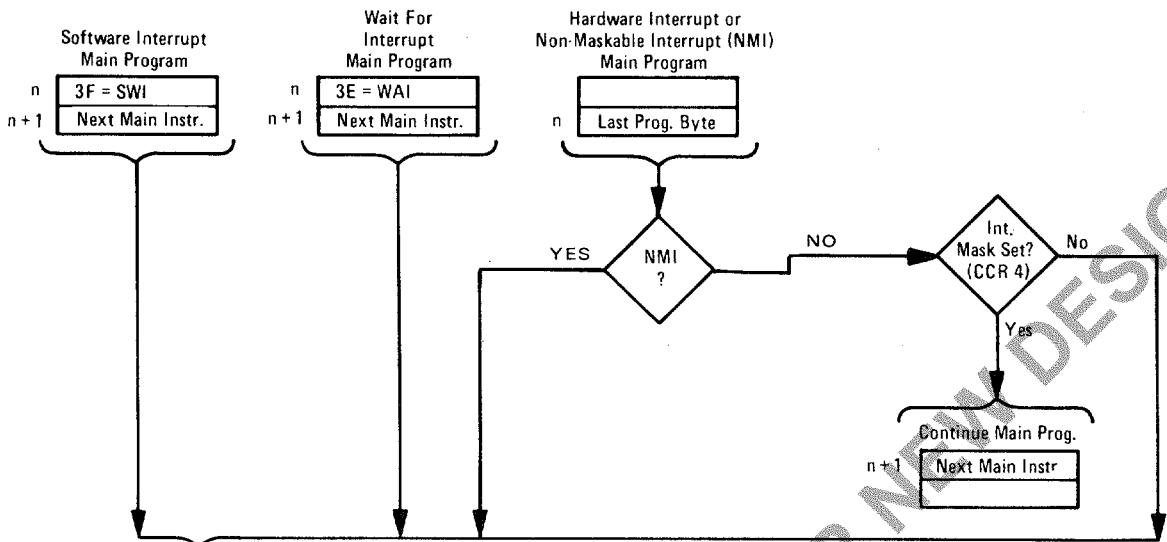 Software Interrupt
Main Program
n
3F = SWI
n + 1
Next Main Instr.
Wait For
Interrupt
Main Program
n
3E = WAI
n + 1
Next Main Instr.
Hardware Interrupt or
Non-Maskable Interrupt (NMI)
Main Program
n
Last Prog. Byte
YES
NMI
?
NO
Int.
Mask Set?
(CCR 4)
No
Yes
Continue Main Prog.
n + 1
Next Main Instr
NEW DESIG